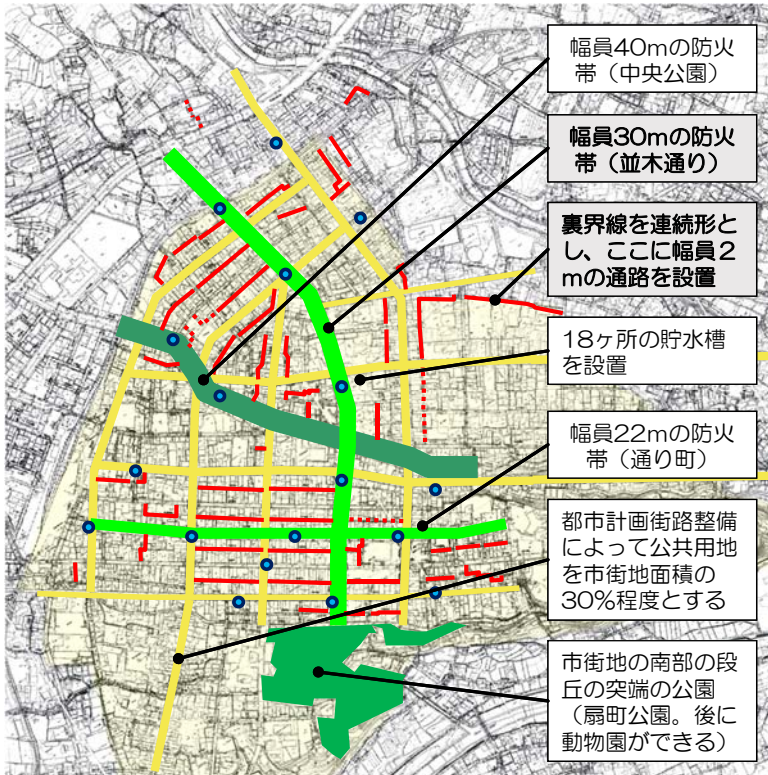 幅員40mの防火
帯（中央公園）
幅員30mの防火
帯（並木通り）
裏界線を連続形と
し、ここに幅員２
mの通路を設置
18ヶ所の貯水槽
を設置
幅員22mの防火
帯（通り町）
都市計画街路整備
によって公共用地
を市街地面積の
30%程度とする
市街地の南部の段
丘の突端の公園
（扇町公園。後に
動物園ができる）